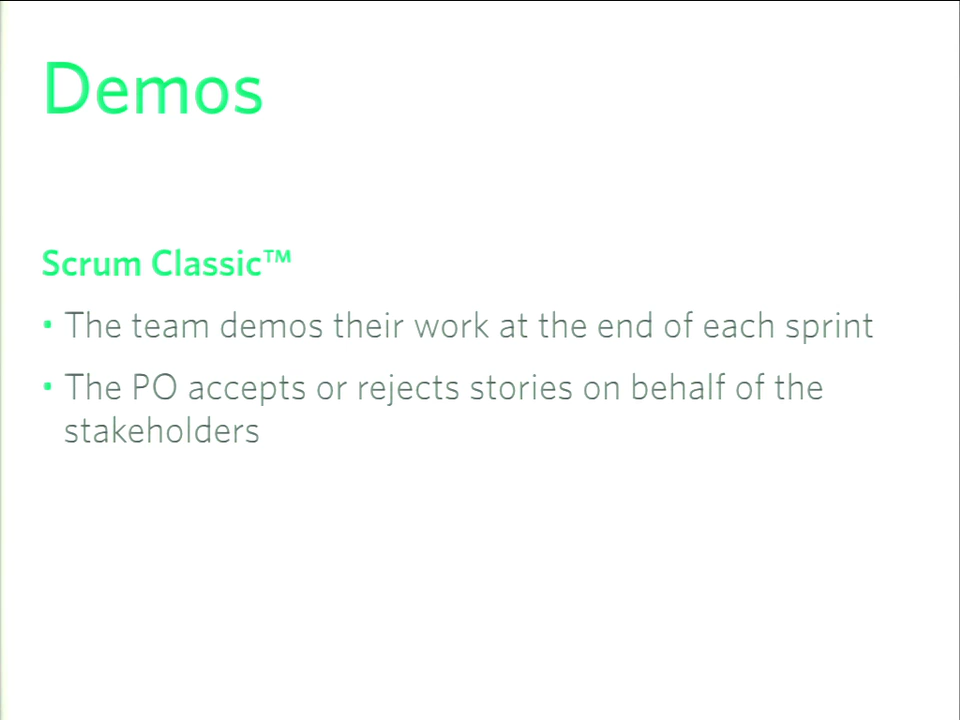 Demos
Scrum Classic™
• The team demos their work at the end of each sprint
• The PO accepts or rejects stories on behalf of the
stakeholders